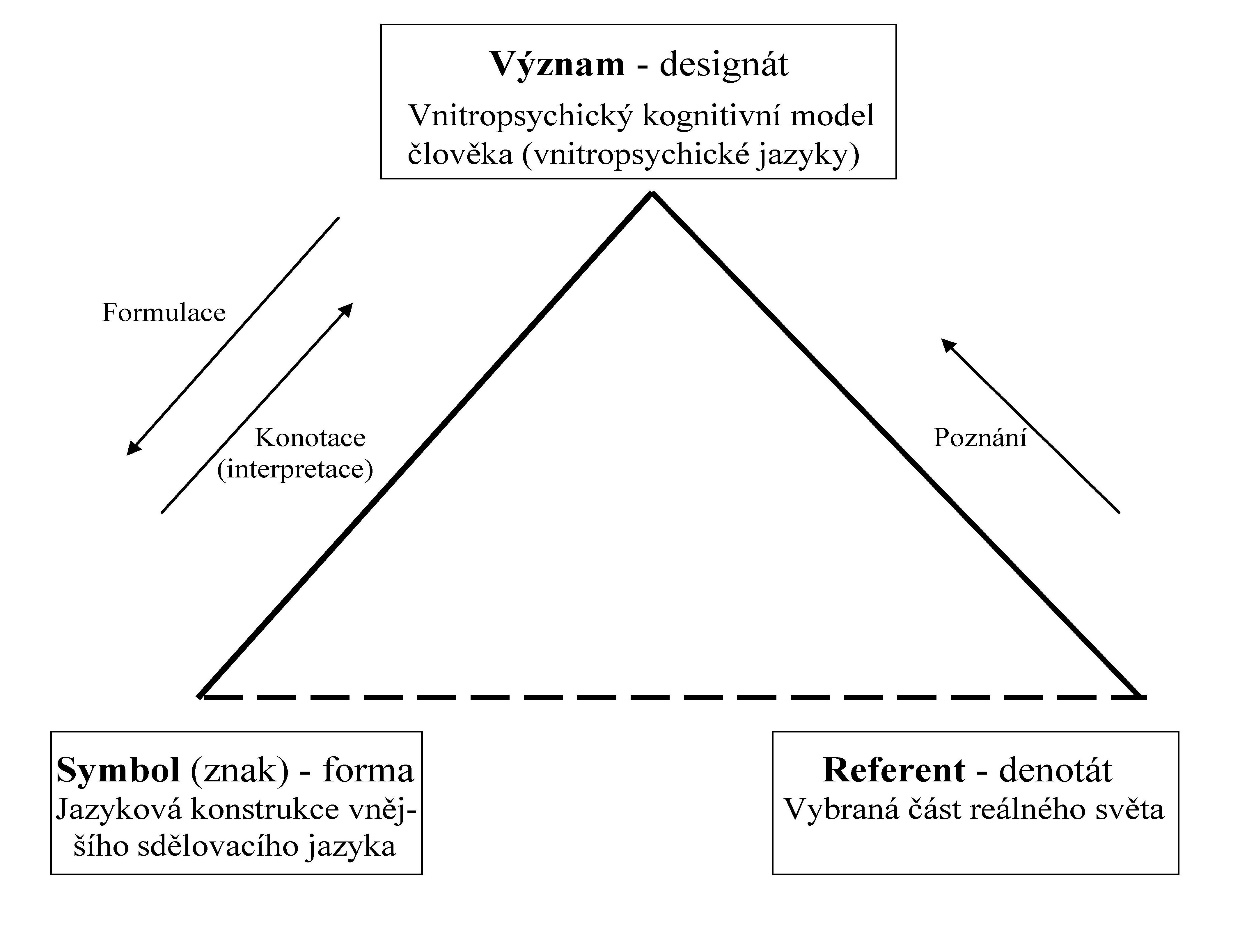 Význam - designát
Vnitropsychický kognitivní model
člověka (vnitropsychické jazyky)
Formulace
Konotace
(interpretace)
Poznání
Symbol (znak) - forma
Jazyková konstrukce vněj-
šího sdělovacího jazyka
Referent - denotát
Vybraná část reálného světa